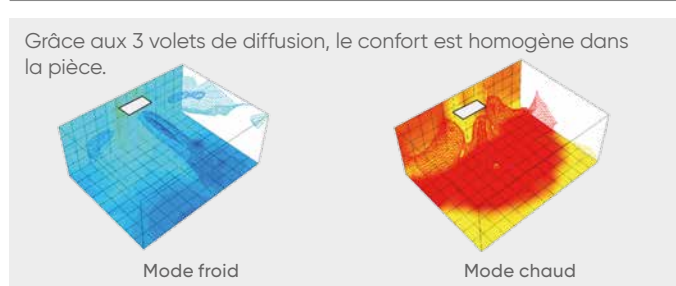 Grâce aux 3 volets de diffusion, le confort est homogène dans
la pièce.
Mode froid
Mode chaud